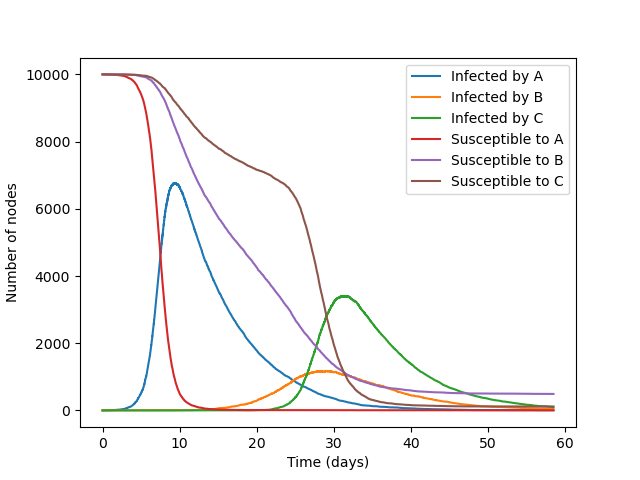 10000
8000
6000
4000
2000
0
Number of nodes
0 10 20 30 40 50 60
Time (days)
Infected by A
Infected by B
Infected by C
Susceptible to A
Susceptible to B
Susceptible to C